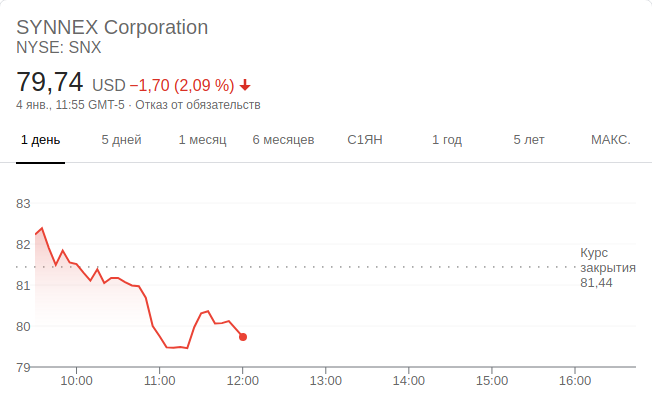 SYNNEX Corporation
NYSE: SNX
79,74 USD −1,70 (2,09 %)
4 янв., 11:55 GMT-5 · Отказ от обязательств
1 день 5 дней 1 месяц 6 месяцев С1ЯН 1 год 5 лет МАКС.
83
82
Курс
закрытия
81,44
81
80
79
10:00 11:00 12:00 13:00 14:00 15:00 16:00